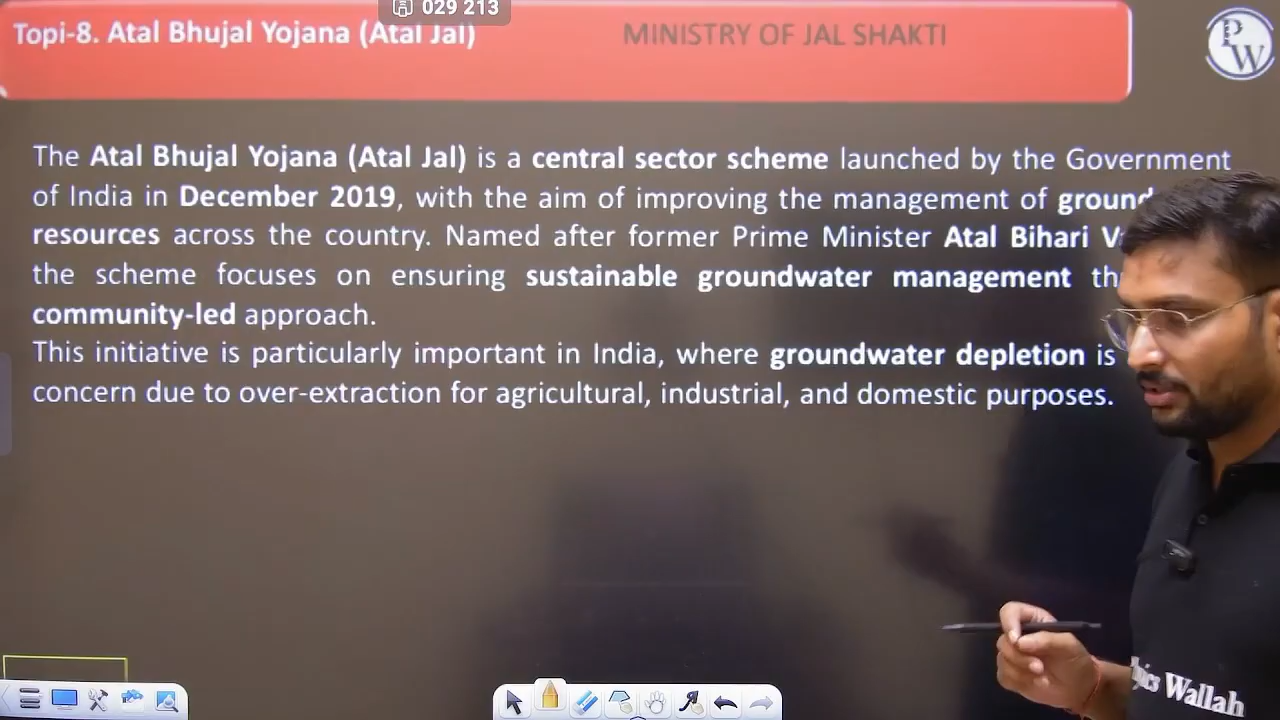 029 213
Topi-8. Atal Bhujal Yojana (Atal Jal)
MINISTRY OF JAL SHAKTI
P
W
The Atal Bhujal Yojana (Atal Jal) is a central sector scheme launched by the Government
of India in December 2019, with the aim of improving the management of
resources across the country. Named after former Prime Minister Atal Bihari
the scheme focuses on ensuring sustainable groundwater management
community-led approach.
This initiative is particularly important in India, where groundwater depletion is
concern due to over-extraction for agricultural, industrial, and domestic purposes.
Wallah